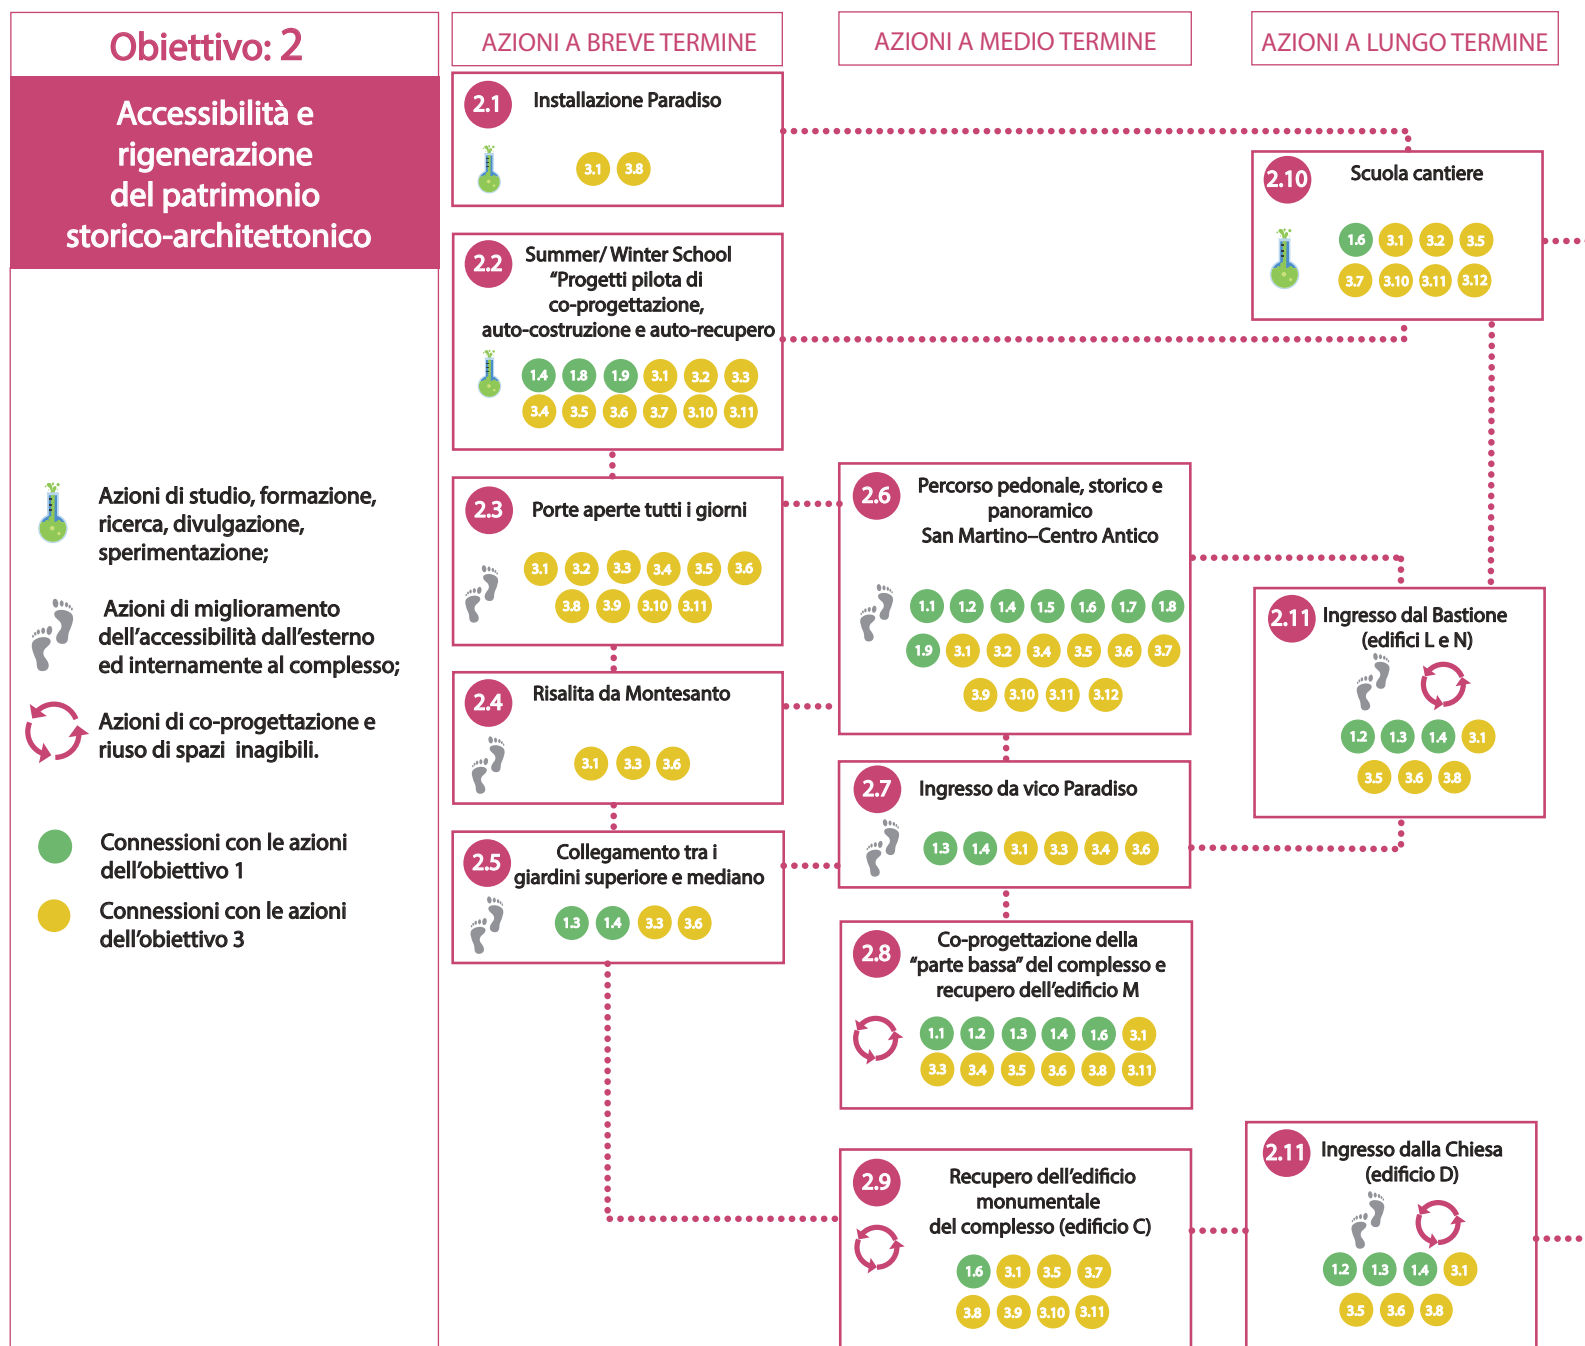 Obiettivo: 2
Accessibilità e
rigenerazione
del patrimonio
storico-architettonico
Azioni di studio, formazione,
ricerca, divulgazione,
sperimentazione;
Azioni di miglioramento
dell'accessibilità dall'esterno
ed internamente al complesso;
Azioni di co-progettazione e
riuso di spazi inagibili.
Connessioni con le azioni
dell'obiettivo 1
Connessioni con le azioni
dell'obiettivo 3
AZIONI A BREVE TERMINE
2.1 Installazione Paradiso
3.1 3.8
2.2 Summer/ Winter School
“Progetti pilota di
co-progettazione,
auto-costruzione e auto-recupero
1.4 1.8 1.9 3.1 3.2 3.3
3.4 3.5 3.6 3.7 3.10 3.11
2.3 Porte aperte tutti i giorni
3.1 3.2 3.3 3.4 3.5 3.6
3.8 3.9 3.10 3.11
2.4 Risalita da Montesanto
3.1 3.3 3.6
2.5 Collegamento tra i
giardini superiore e mediano
1.3 1.4 3.3 3.6
AZIONI A MEDIO TERMINE
2.6 Percorso pedonale, storico e
panoramico
San Martino–Centro Antico
1.1 1.2 1.4 1.5 1.6 1.7 1.8
1.9 3.1 3.2 3.4 3.5 3.6 3.7
3.9 3.10 3.11 3.12
2.7 Ingresso da vico Paradiso
1.3 1.4 3.1 3.3 3.4 3.6
2.8 Co-progettazione della
“parte bassa” del complesso e
recupero dell'edificio M
1.1 1.2 1.3 1.4 1.6 3.1
3.3 3.4 3.5 3.6 3.8 3.11
2.9 Recupero dell'edificio
monumentale
del complesso (edificio C)
1.6 3.1 3.5 3.7
3.8 3.9 3.10 3.11
AZIONI A LUNGO TERMINE
2.10 Scuola cantiere
1.6 3.1 3.2 3.5
3.7 3.10 3.11 3.12
2.11 Ingresso dal Bastione
(edifici L e N)
1.2 1.3 1.4 3.1
3.5 3.6 3.8
2.11 Ingresso dalla Chiesa
(edificio D)
1.2 1.3 1.4 3.1
3.5 3.6 3.8